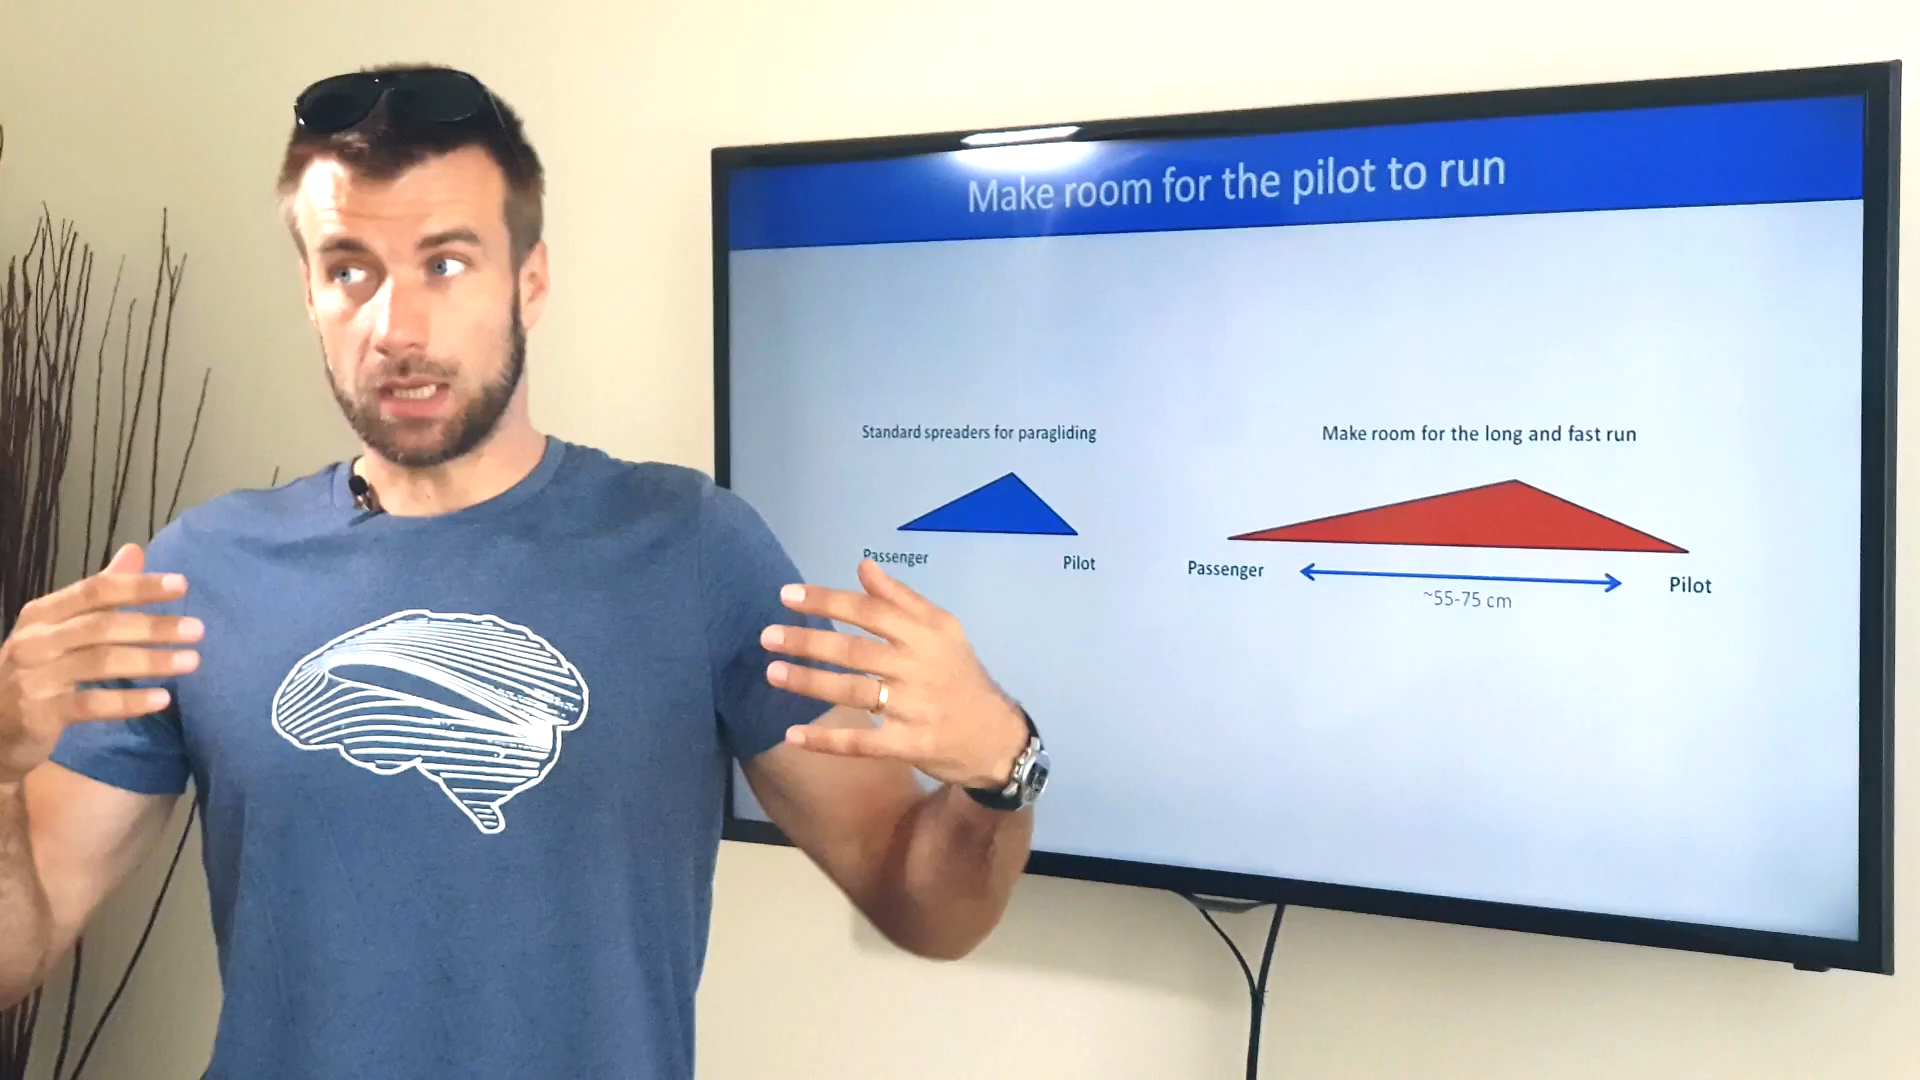 Make room for the pilot to run
Standard spreaders for paragliding
Passenger
Pilot
Make room for the long and fast run
Passenger
Pilot
~55-75 cm